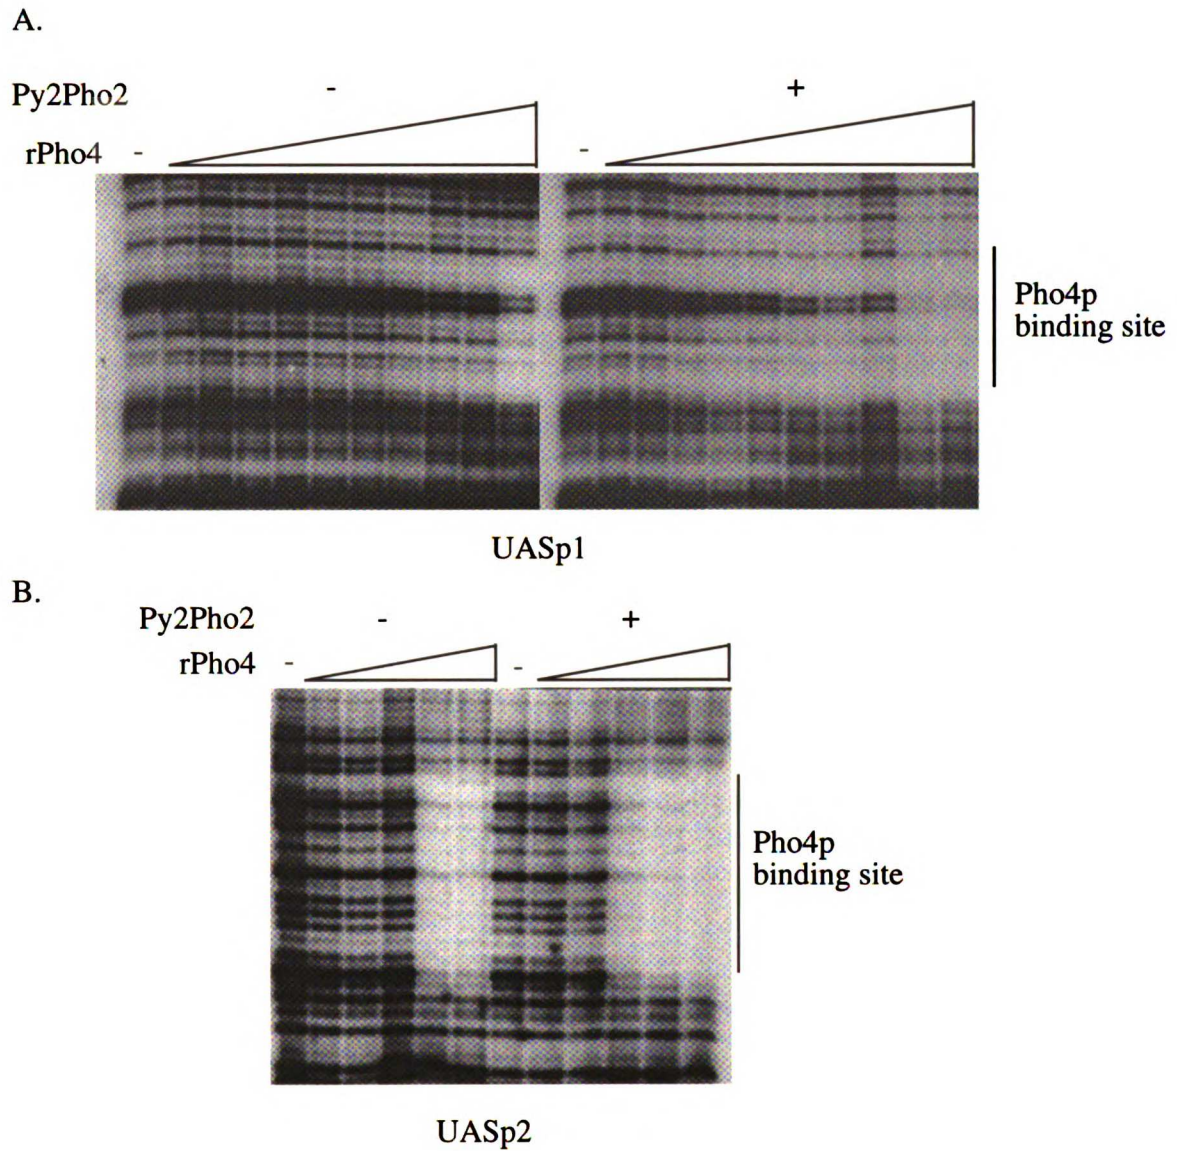 A.
Py2Pho2 - +
rPho4 - -
Pho4p
binding site
UASp1
B.
Py2Pho2 - +
rPho4 - -
Pho4p
binding site
UASp2